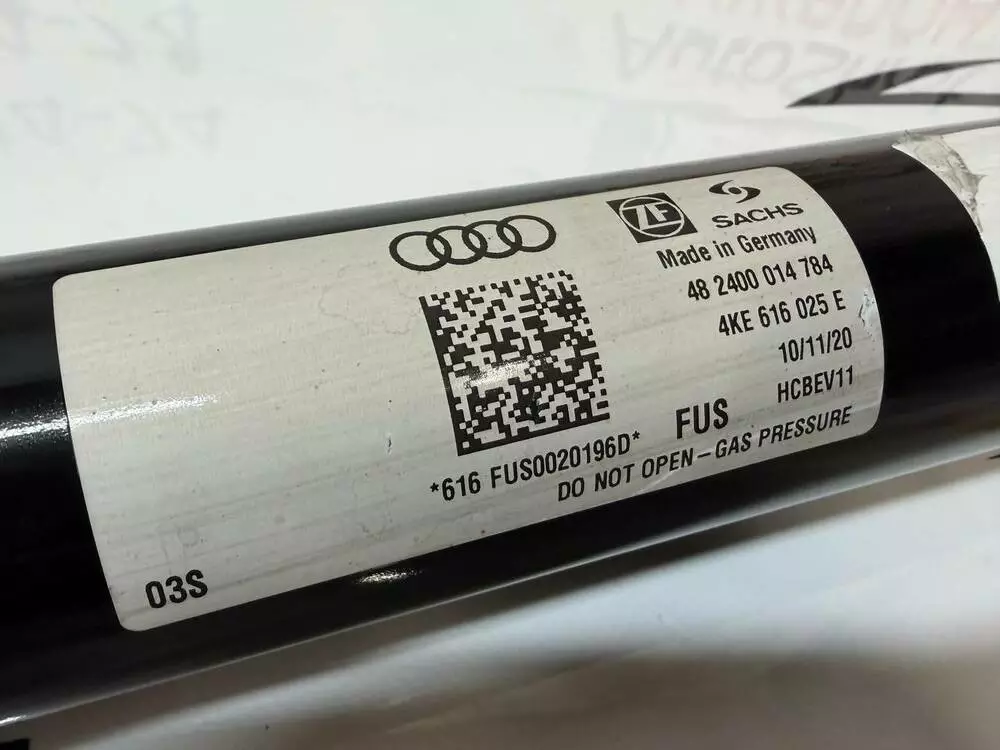 ZF
SACHS
Made in Germany
48 2400 014 784
4KE 616 025 E
10/11/20
HCBEV11
FUS
*616 FUS0020196D*
DO NOT OPEN-GAS PRESSURE
03S